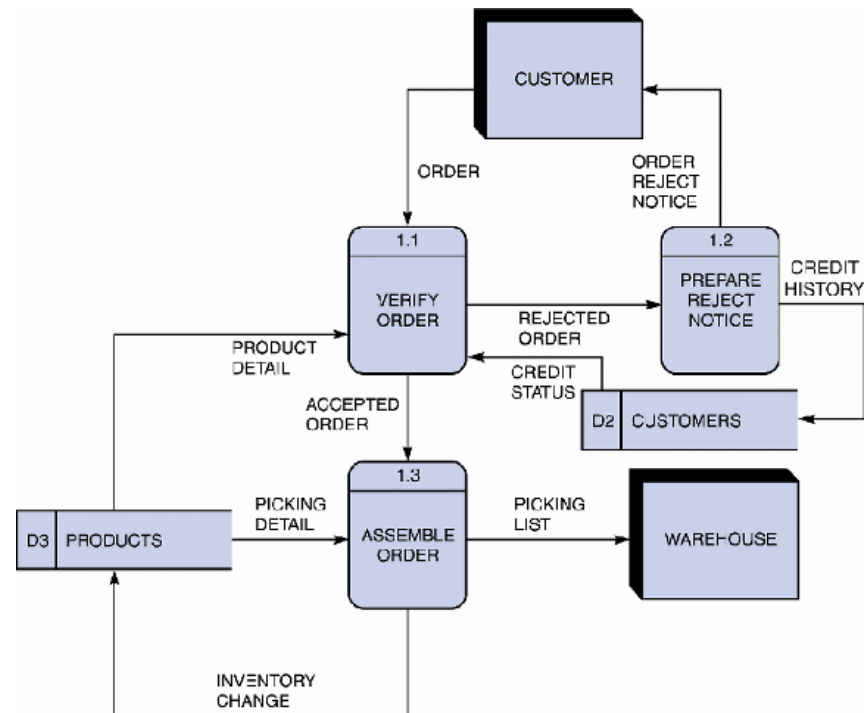 CUSTOMER
ORDER
ORDER
REJECT
NOTICE
1.1
VERIFY
ORDER
1.2
PREPARE
REJECT
NOTICE
CREDIT
HISTORY
REJECTED
ORDER
PRODUCT
DETAIL
CREDIT
STATUS
ACCEPTED
ORDER
D2 CUSTOMERS
1.3
ASSEMBLE
ORDER
PICKING
DETAIL
PICKING
LIST
D3 PRODUCTS
WAREHOUSE
INVENTORY
CHANGE